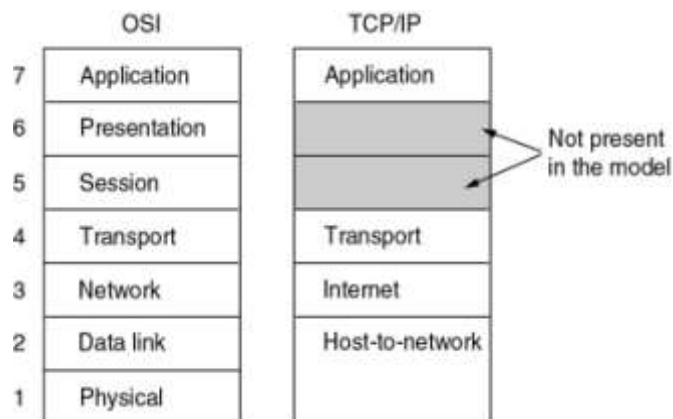 OSI TCP/IP
7 Application Application
6 Presentation
Not present
in the model
5 Session
4 Transport Transport
3 Network Internet
2 Data link Host-to-network
1 Physical